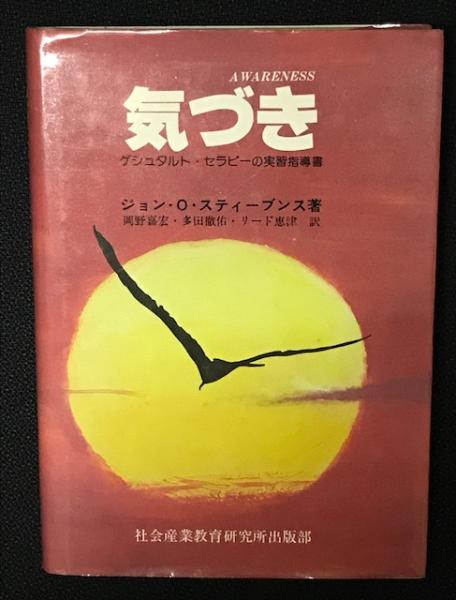 AWARENESS
気づき
ゲシュタルト・セラピーの実習指導書
ジョン・O・スティーブンス著
岡野嘉宏・多田徹佑・リード恵津 訳
社会産業教育研究所出版部